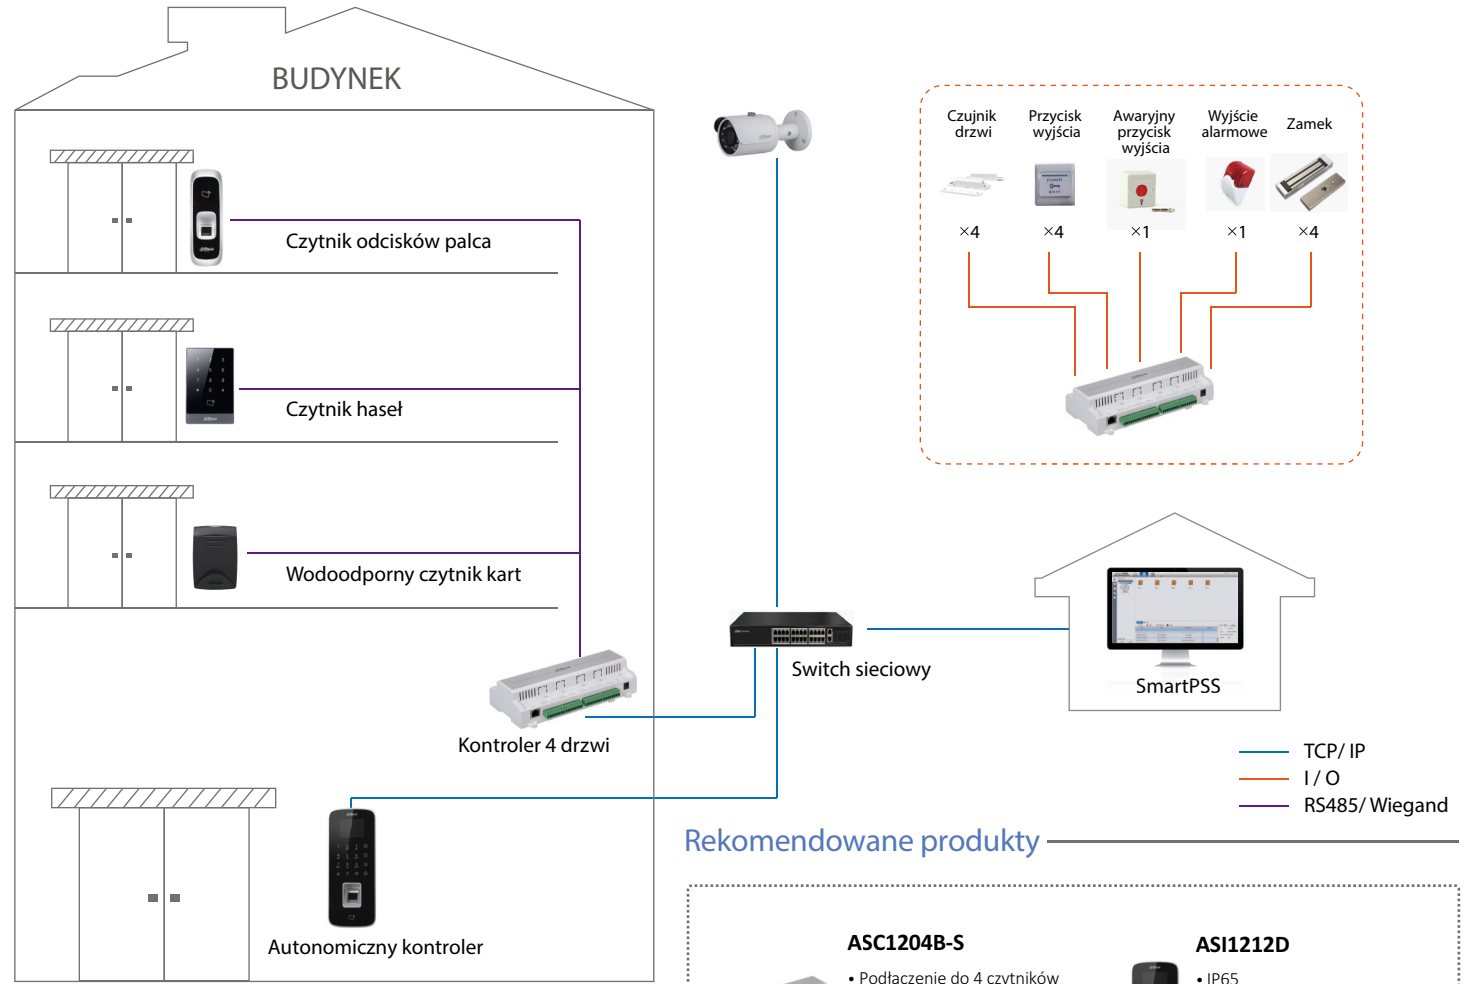 BUDYNEK
Czytnik odcisków palca
Czytnik haseł
Wodoodporny czytnik kart
Kontroler 4 drzwi
Autonomiczny kontroler
Czujnik
drzwi
Przycisk
wyjścia
Awaryjny
przycisk
wyjścia
Wyjście
alarmowe
Zamek
×4
×4
×1
×1
×4
Switch sieciowy
SmartPSS
TCP/ IP
I / O
RS485/ Wiegand
Rekomendowane produkty
ASC1204B-S
• Podłączenie do 4 czytników
ASI1212D
• IP65